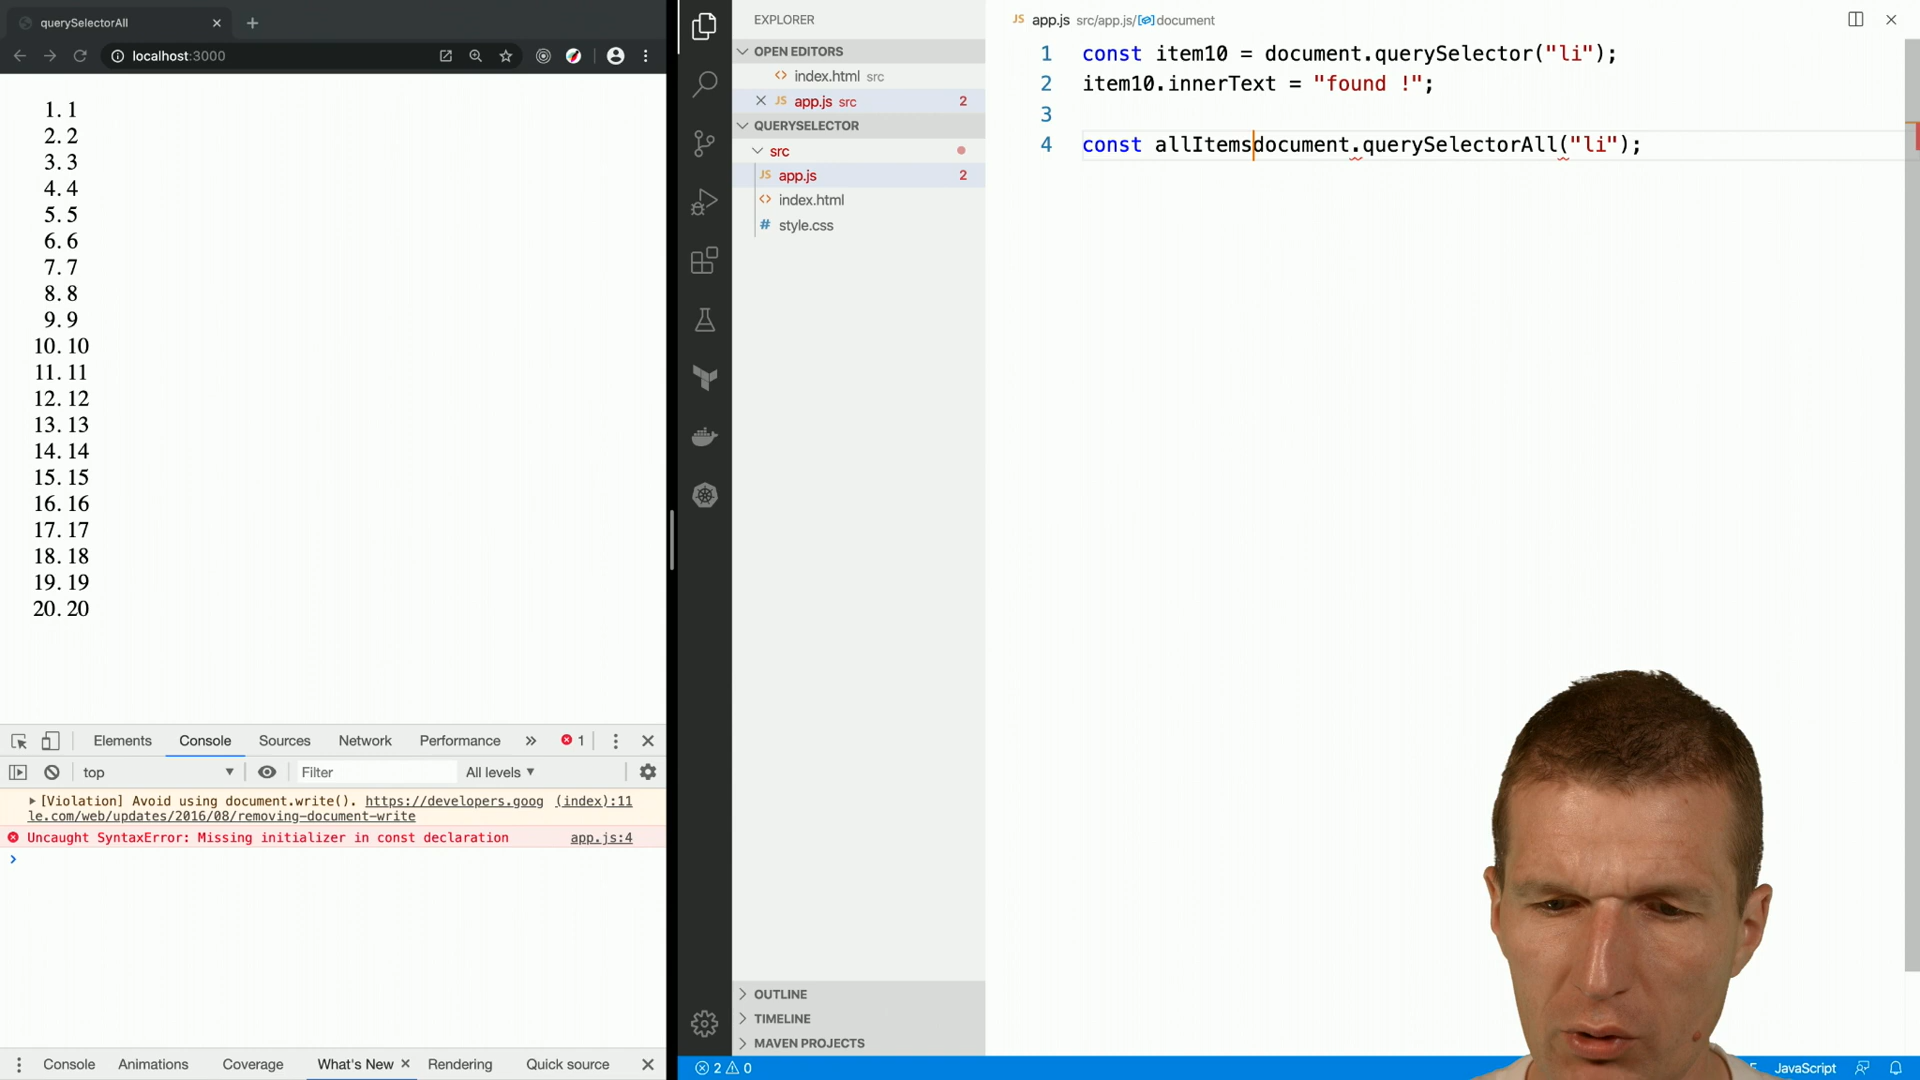 querySelectorAll
localhost:3000
1. 1
2. 2
3. 3
4. 4
5. 5
6. 6
7. 7
8. 8
9. 9
10. 10
11. 11
12. 12
13. 13
14. 14
15. 15
16. 16
17. 17
18. 18
19. 19
20. 20
Elements Console Sources Network Performance » 1
top Filter All levels
[Violation] Avoid using document.write(). https://developers.goog (index):11
le.com/web/updates/2016/08/removing-document-write
Uncaught SyntaxError: Missing initializer in const declaration app.js:4
Console Animations Coverage What's New Rendering Quick source
EXPLORER
OPEN EDITORS
index.html src
JS app.js src 2
QUERYSELECTOR
src
JS app.js 2
index.html
# style.css
OUTLINE
TIMELINE
MAVEN PROJECTS
JS app.js src/app.js/document
1 const item10 = document.querySelector("li");
2 item10.innerText = "found !";
3
4 const allItemsdocument.querySelectorAll("li");
2 0
JavaScript